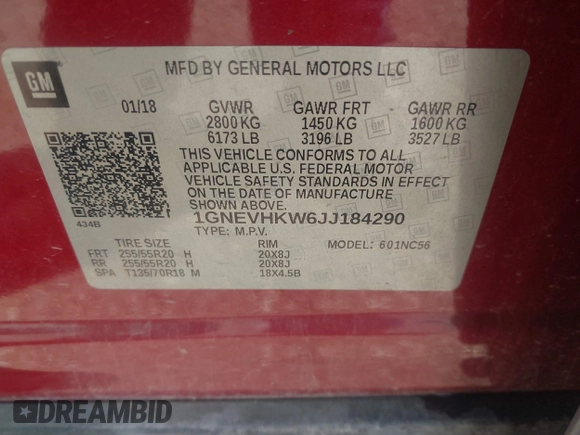 GM
MFD BY GENERAL MOTORS LLC
01/18 GVWR GAWR FRT GAWR RR
2800 KG 1450 KG 1600 KG
6173 LB 3196 LB 3527 LB
THIS VEHICLE CONFORMS TO ALL
APPLICABLE U.S. FEDERAL MOTOR
VEHICLE SAFETY STANDARDS IN EFFECT
ON THE DATE OF MANUFACTURE
SHOWN ABOVE.
434B
1GNEVHKW6JJ184290
TYPE: M.P.V.
TIRE SIZE RIM MODEL: 601NC56
FRT 255/55R20 H 20X8J
RR 255/55R20 H 20X8J
SPA T135/70R18 M 18X4.5B
DREAMBID